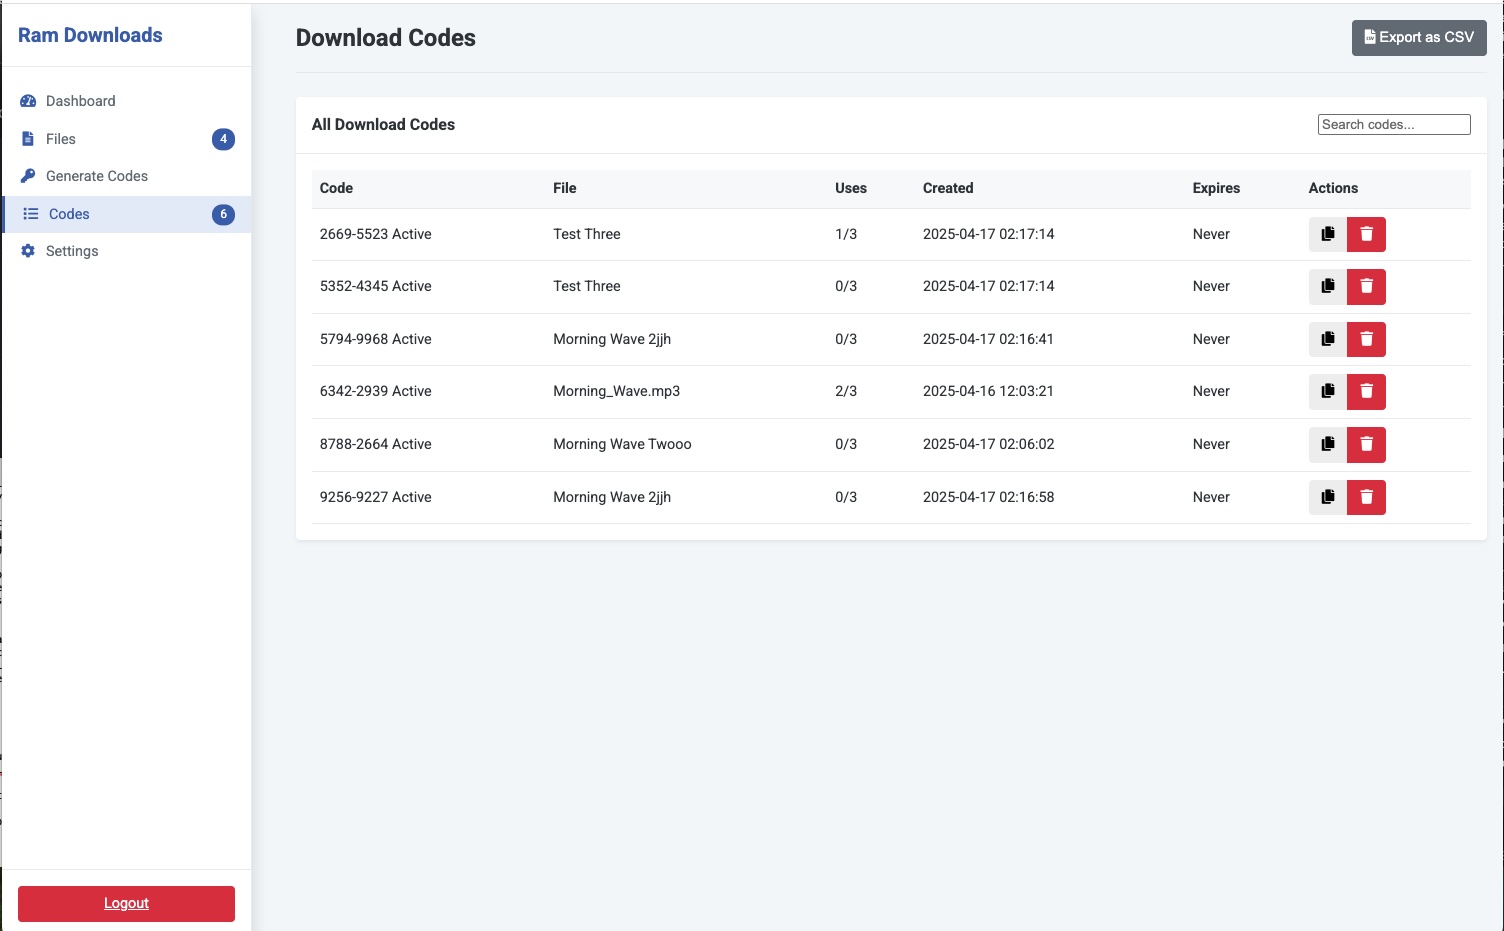 Ram Downloads
Dashboard
Files 4
Generate Codes
Codes 6
Settings
Logout
Download Codes
Export as CSV
All Download Codes
Search codes...
Code File Uses Created Expires Actions
2669-5523 Active Test Three 1/3 2025-04-17 02:17:14 Never
5352-4345 Active Test Three 0/3 2025-04-17 02:17:14 Never
5794-9968 Active Morning Wave 2jjh 0/3 2025-04-17 02:16:41 Never
6342-2939 Active Morning_Wave.mp3 2/3 2025-04-16 12:03:21 Never
8788-2664 Active Morning Wave Twooo 0/3 2025-04-17 02:06:02 Never
9256-9227 Active Morning Wave 2jjh 0/3 2025-04-17 02:16:58 Never